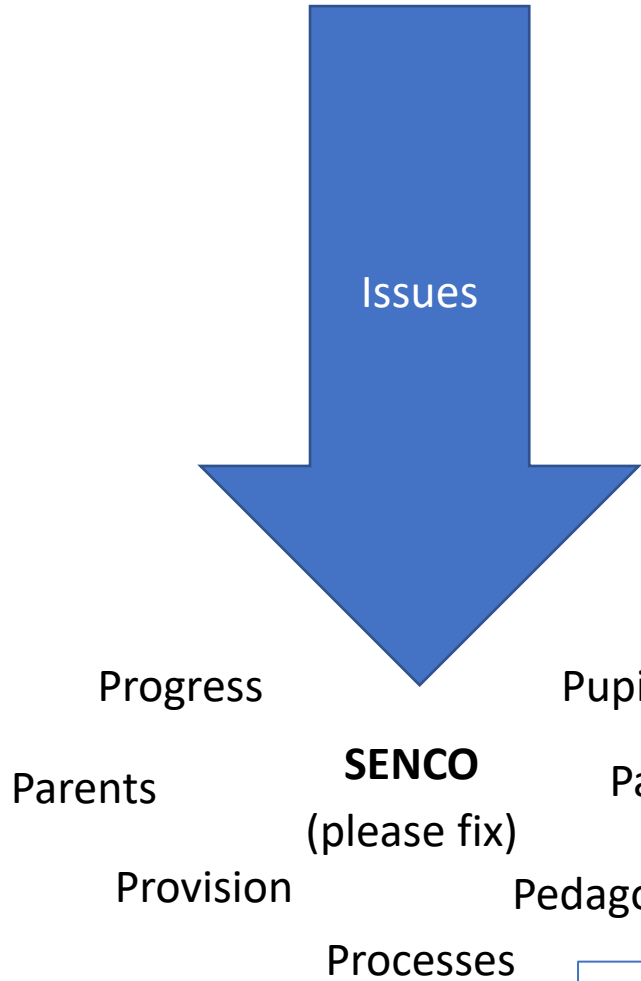 Issues
Progress
Parents
SENCO
(please fix)
Provision
Processes